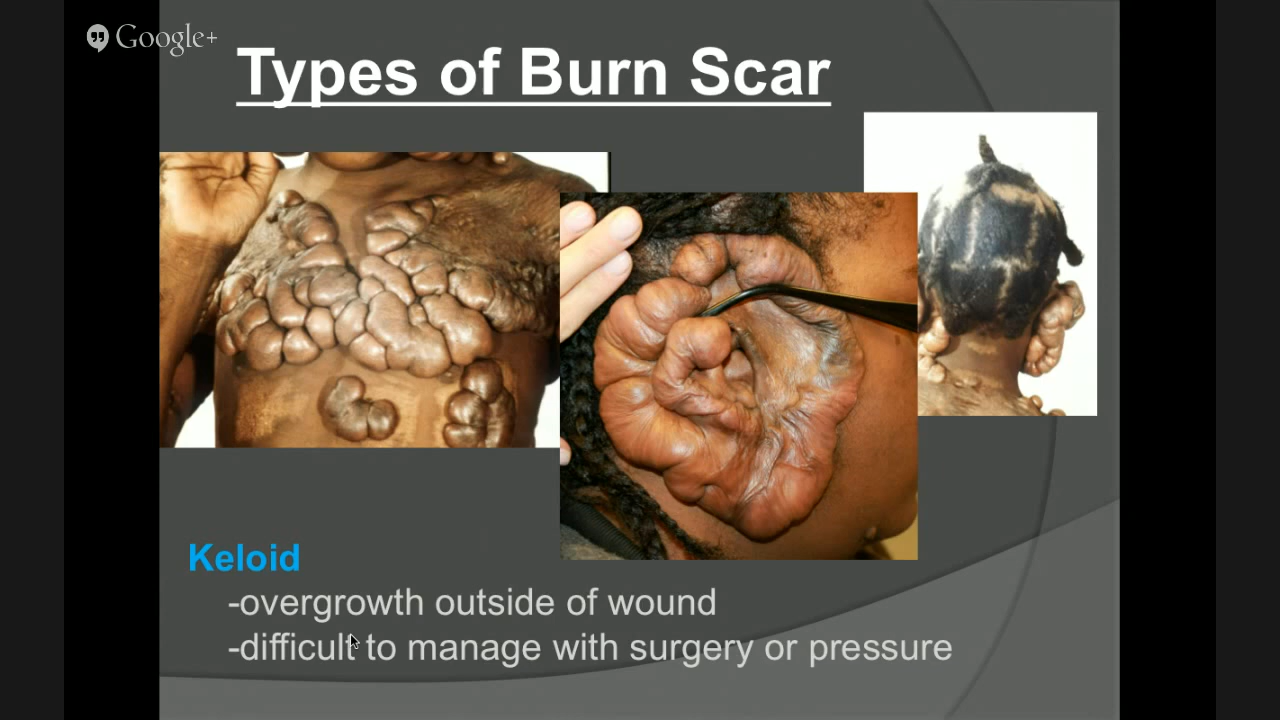 Google+
Types of Burn Scar
Keloid
-overgrowth outside of wound
-difficult to manage with surgery or pressure